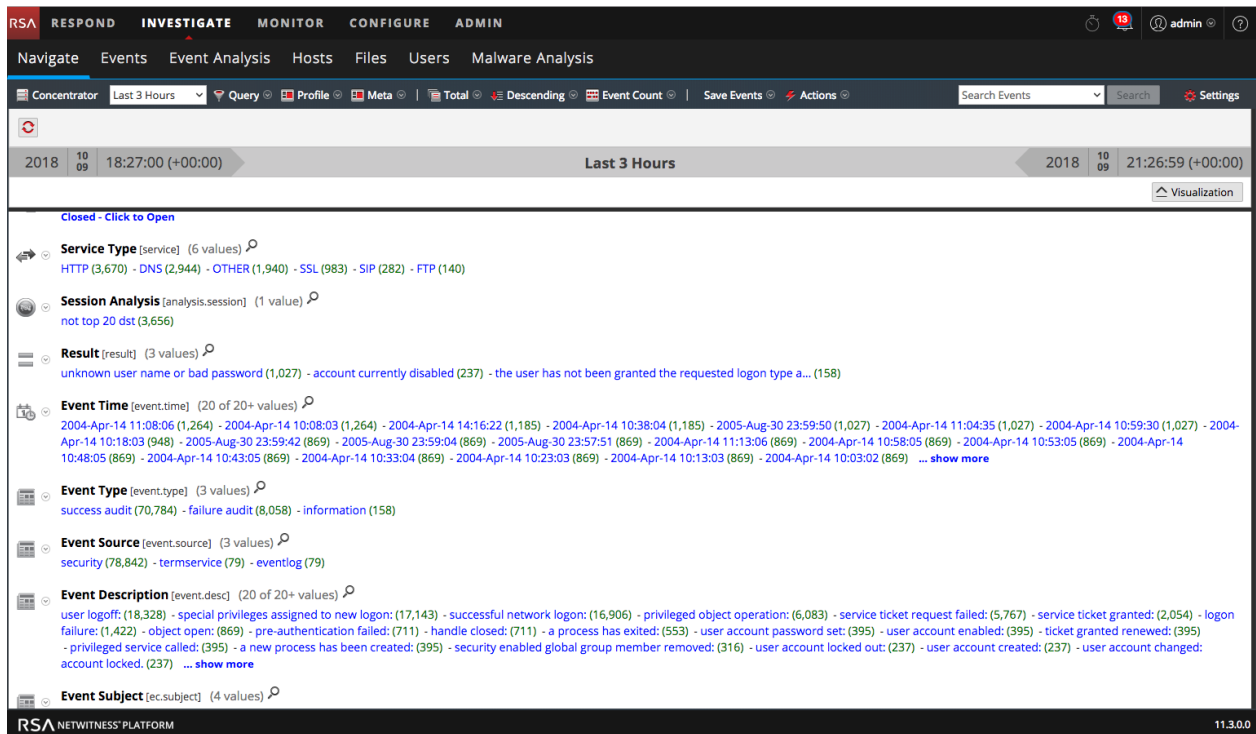 RSA RESPOND INVESTIGATE MONITOR CONFIGURE ADMIN 13 admin ?
Navigate Events Event Analysis Hosts Files Users Malware Analysis
Concentrator Last 3 Hours Query Profile Meta | Total Descending Event Count | Save Events Actions Search Events Search Settings
2018 10 09 18:27:00 (+00:00) Last 3 Hours 2018 10 09 21:26:59 (+00:00)
Visualization
Closed - Click to Open
Service Type [service] (6 values)
HTTP (3,670) - DNS (2,944) - OTHER (1,940) - SSL (983) - SIP (282) - FTP (140)
Session Analysis [analysis.session] (1 value)
not top 20 dst (3,656)
Result [result] (3 values)
unknown user name or bad password (1,027) - account currently disabled (237) - the user has not been granted the requested logon type a... (158)
Event Time [event.time] (20 of 20+ values)
2004-Apr-14 11:08:06 (1,264) - 2004-Apr-14 10:08:03 (1,264) - 2004-Apr-14 14:16:22 (1,185) - 2004-Apr-14 10:38:04 (1,185) - 2005-Aug-30 23:59:50 (1,027) - 2004-Apr-14 11:04:35 (1,027) - 2004-Apr-14 10:59:30 (1,027) - 2004-
Apr-14 10:18:03 (948) - 2005-Aug-30 23:59:42 (869) - 2005-Aug-30 23:59:04 (869) - 2005-Aug-30 23:57:51 (869) - 2004-Apr-14 11:13:06 (869) - 2004-Apr-14 10:58:05 (869) - 2004-Apr-14 10:53:05 (869) - 2004-Apr-14
10:48:05 (869) - 2004-Apr-14 10:43:05 (869) - 2004-Apr-14 10:33:04 (869) - 2004-Apr-14 10:23:03 (869) - 2004-Apr-14 10:13:03 (869) - 2004-Apr-14 10:03:02 (869) ... show more
Event Type [event.type] (3 values)
success audit (70,784) - failure audit (8,058) - information (158)
Event Source [event.source] (3 values)
security (78,842) - termservice (79) - eventlog (79)
Event Description [event.desc] (20 of 20+ values)
user logoff: (18,328) - special privileges assigned to new logon: (17,143) - successful network logon: (16,906) - privileged object operation: (6,083) - service ticket request failed: (5,767) - service ticket granted: (2,054) - logon
failure: (1,422) - object open: (869) - pre-authentication failed: (711) - handle closed: (711) - a process has exited: (553) - user account password set: (395) - user account enabled: (395) - ticket granted renewed: (395)
- privileged service called: (395) - a new process has been created: (395) - security enabled global group member removed: (316) - user account locked out: (237) - user account created: (237) - user account changed:
account locked. (237) ... show more
Event Subject [ec.subject] (4 values)
RSA NETWITNESS® PLATFORM 11.3.0.0